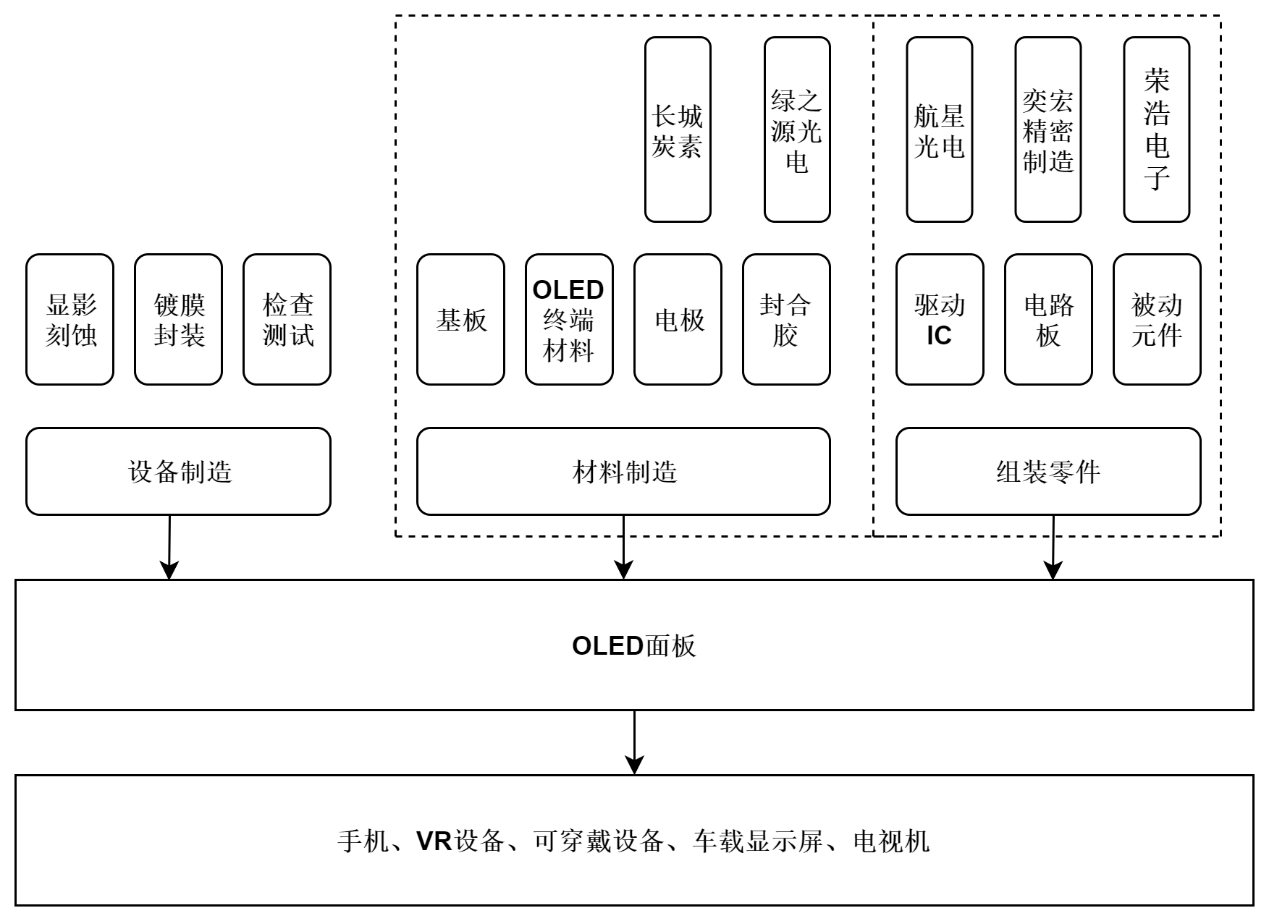 长城
炭素
绿之
源光
电
航星
光电
奕宏
精密
制造
荣
浩
电
子
显影
刻蚀
镀膜
封装
检查
测试
基板
OLED
终端
材料
电极
封合
胶
驱动
IC
电路
板
被动
元件
设备制造
材料制造
组装零件
OLED面板
手机、VR设备、可穿戴设备、车载显示屏、电视机